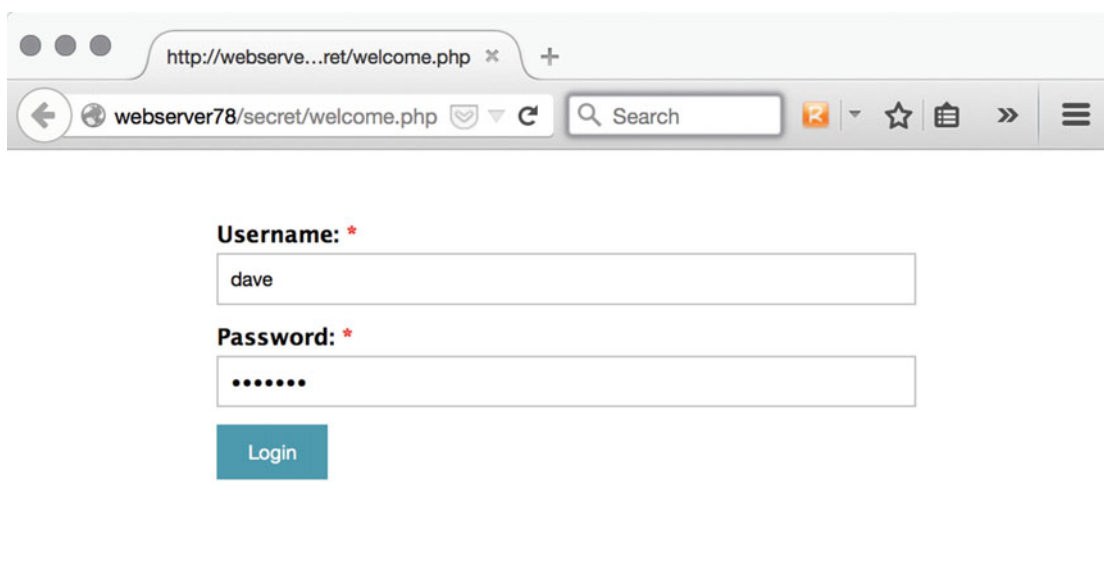 http://webserve...ret/welcome.php
webserver78/secret/welcome.php
Search
Username: *
dave
Password: *
•••••••
Login